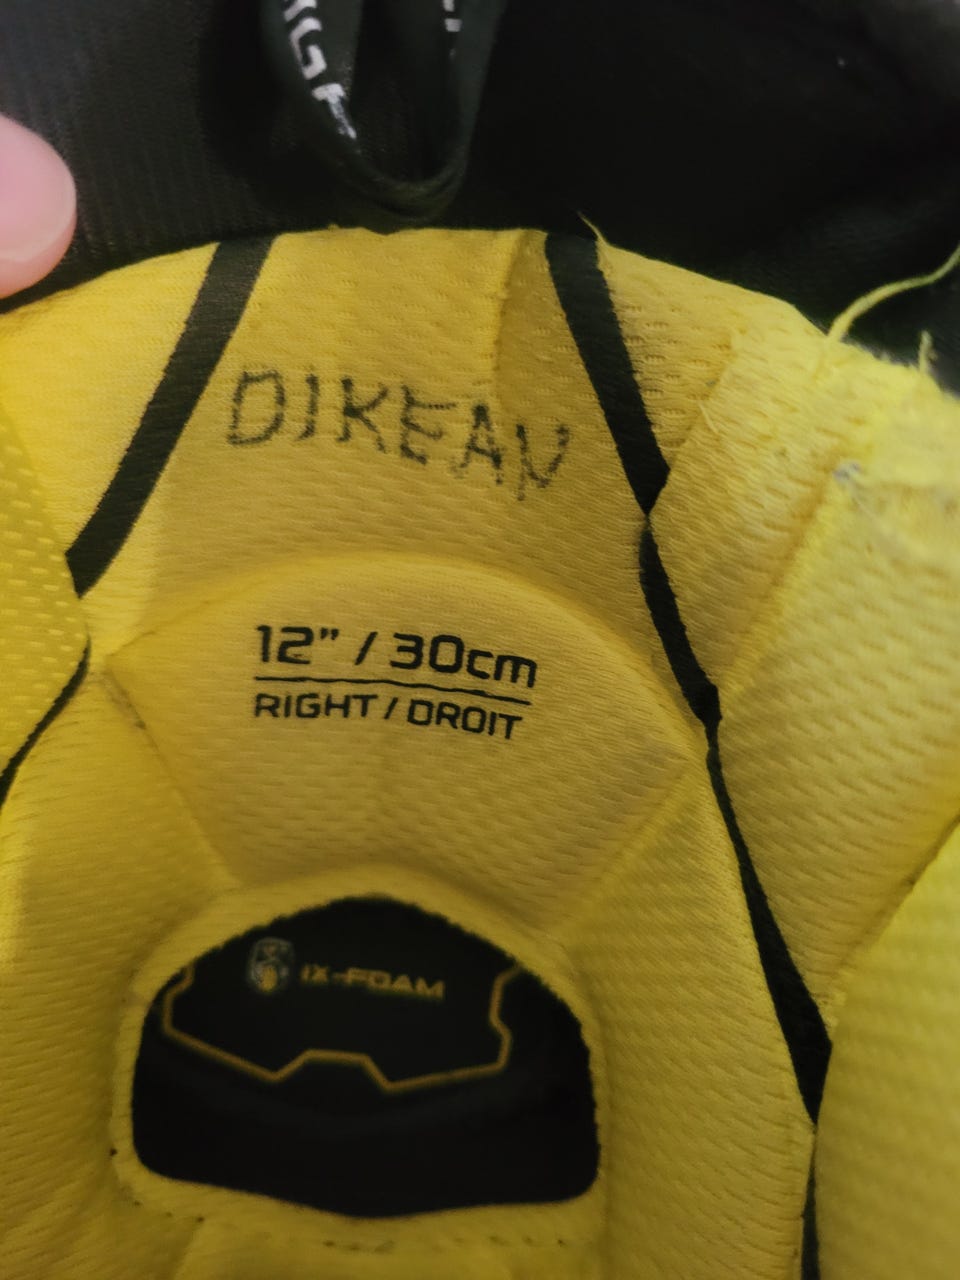 DIKEAN
12" / 30cm
RIGHT / DROIT
IX-FOAM